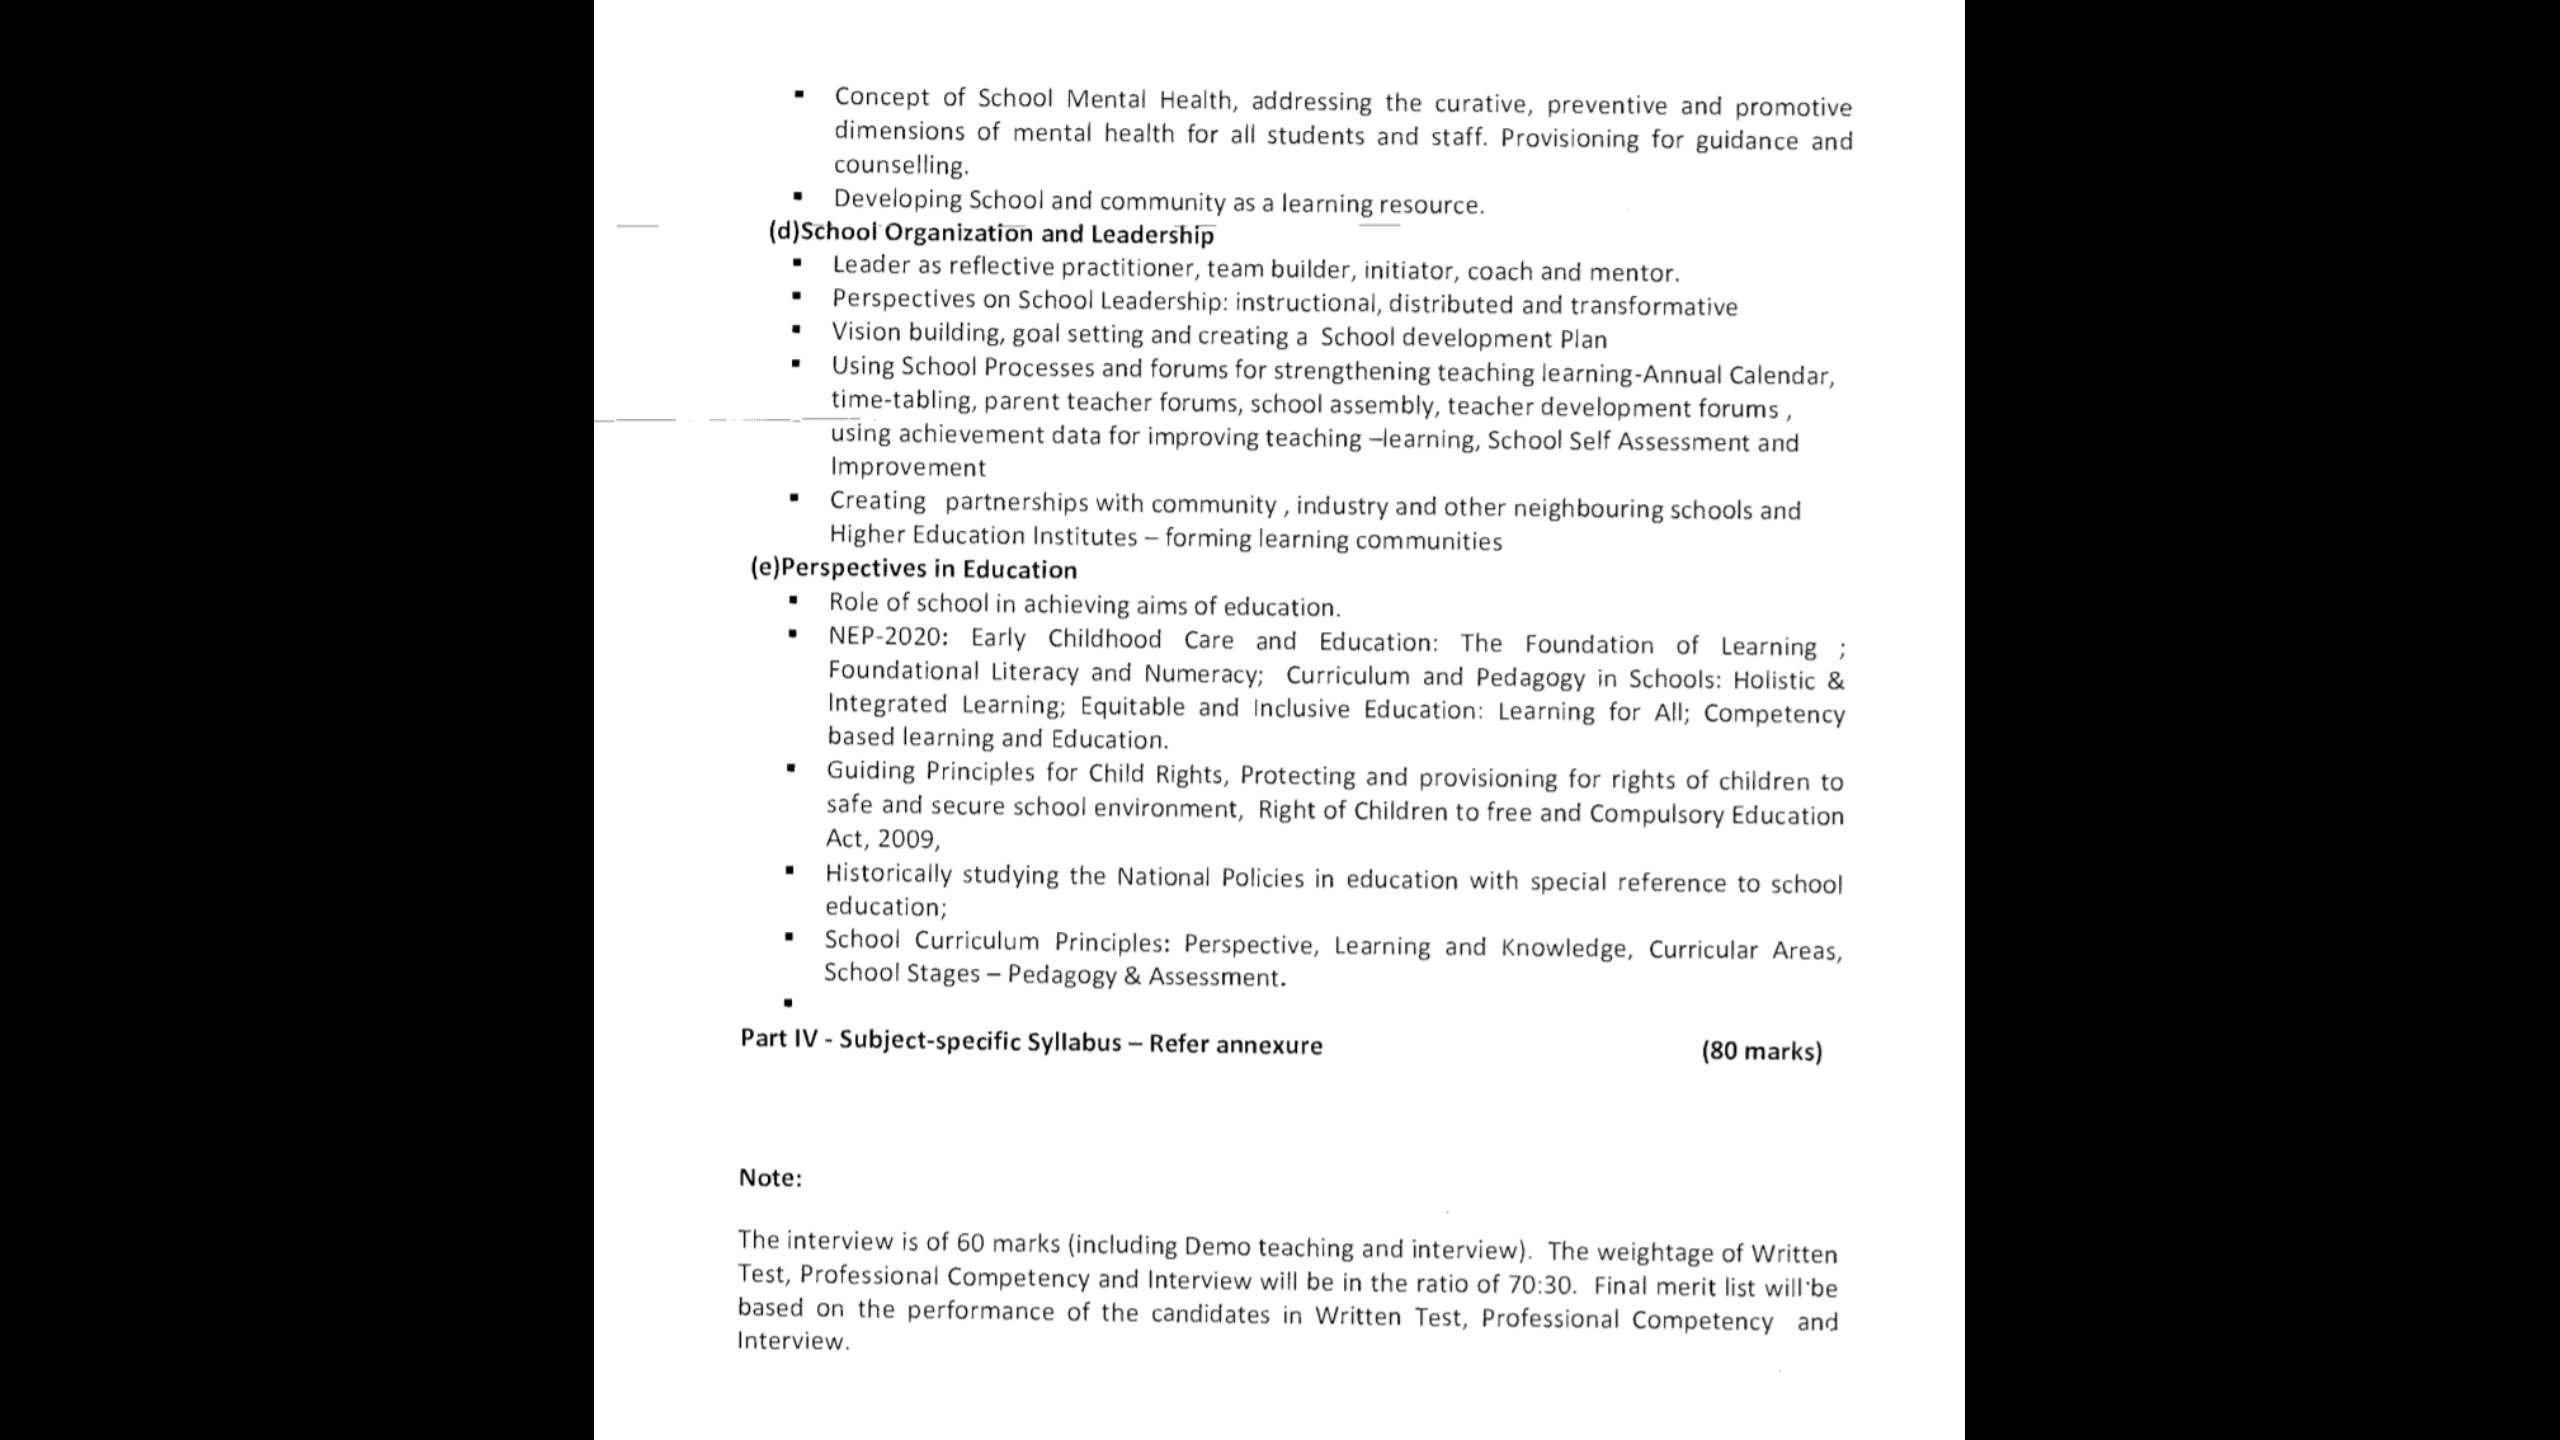 ▪ Concept of School Mental Health, addressing the curative, preventive and promotive
dimensions of mental health for all students and staff. Provisioning for guidance and
counselling.
▪ Developing School and community as a learning resource.
(d)School Organization and Leadership
▪ Leader as reflective practitioner, team builder, initiator, coach and mentor.
▪ Perspectives on School Leadership: instructional, distributed and transformative
▪ Vision building, goal setting and creating a School development Plan
▪ Using School Processes and forums for strengthening teaching learning-Annual Calendar,
time-tabling, parent teacher forums, school assembly, teacher development forums ,
using achievement data for improving teaching –learning, School Self Assessment and
Improvement
▪ Creating partnerships with community , industry and other neighbouring schools and
Higher Education Institutes – forming learning communities
(e)Perspectives in Education
▪ Role of school in achieving aims of education.
▪ NEP-2020: Early Childhood Care and Education: The Foundation of Learning ;
Foundational Literacy and Numeracy; Curriculum and Pedagogy in Schools: Holistic &
Integrated Learning; Equitable and Inclusive Education: Learning for All; Competency
based learning and Education.
▪ Guiding Principles for Child Rights, Protecting and provisioning for rights of children to
safe and secure school environment, Right of Children to free and Compulsory Education
Act, 2009,
▪ Historically studying the National Policies in education with special reference to school
education;
▪ School Curriculum Principles: Perspective, Learning and Knowledge, Curricular Areas,
School Stages – Pedagogy & Assessment.
▪
Part IV - Subject-specific Syllabus – Refer annexure (80 marks)
Note:
The interview is of 60 marks (including Demo teaching and interview). The weightage of Written
Test, Professional Competency and Interview will be in the ratio of 70:30. Final merit list will be
based on the performance of the candidates in Written Test, Professional Competency and
Interview.